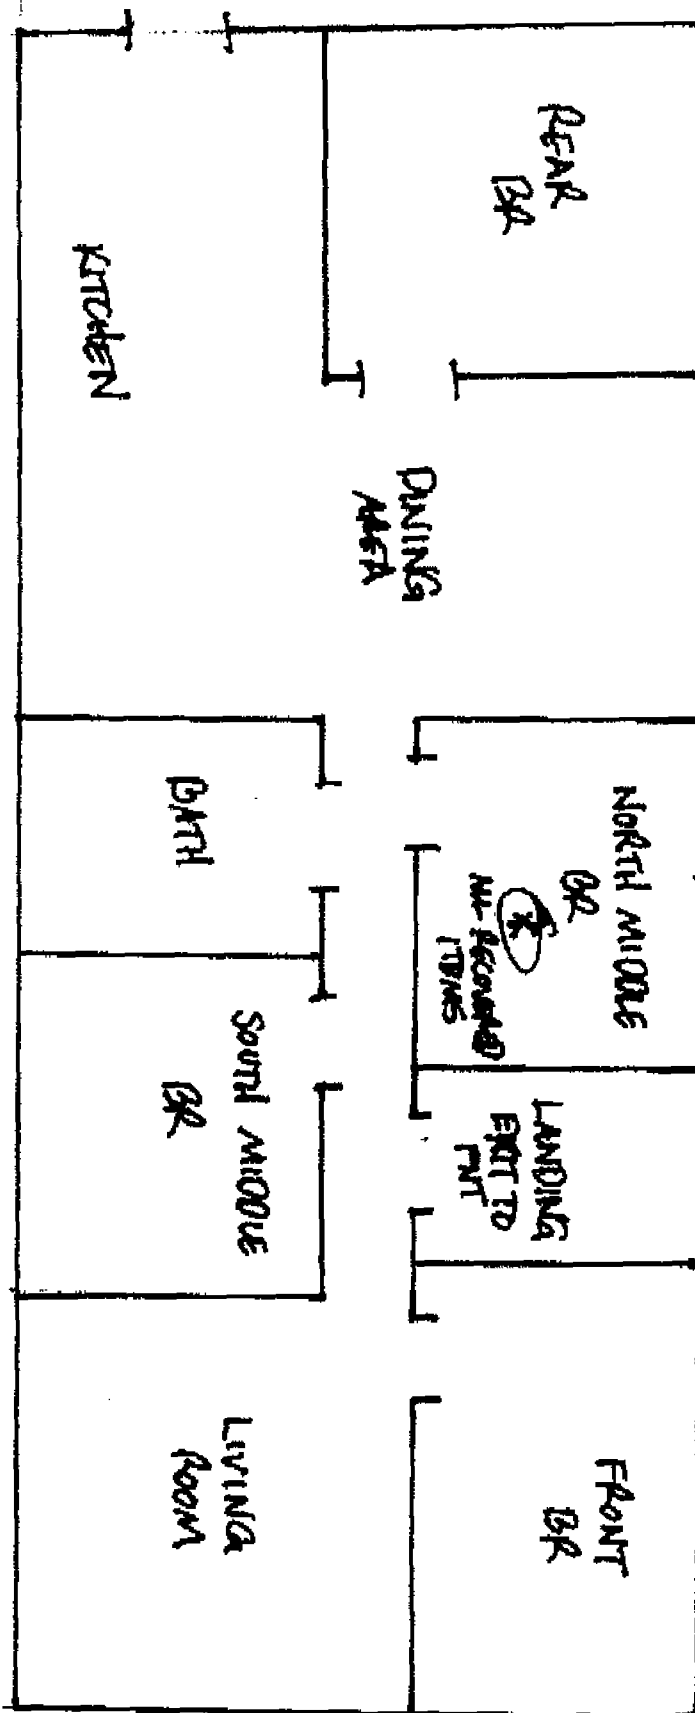 REAR
BR
KITCHEN
DINING
AREA
NORTH MIDDLE
BR
*
ALL RECOVERED
ITEMS
BATH
SOUTH MIDDLE
BR
LANDING
EXIT TO
FNT
FRONT
BR
LIVING
ROOM